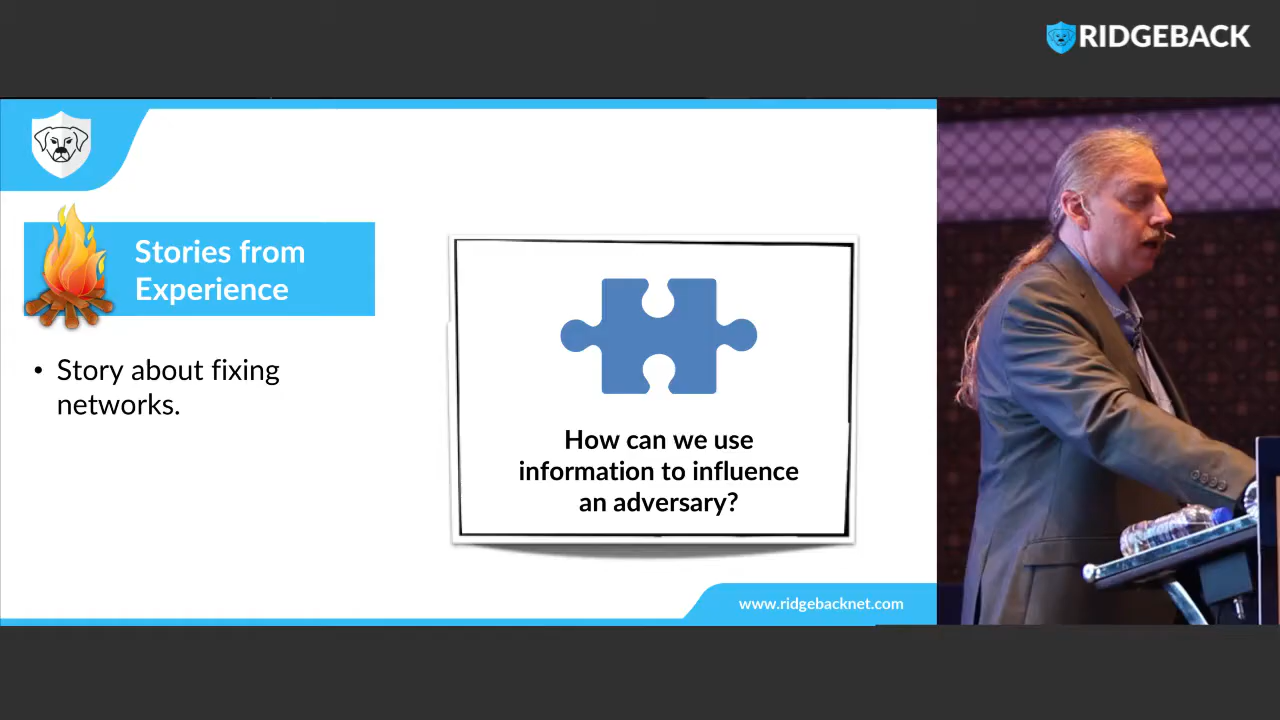 RIDGEBACK
Stories from
Experience
• Story about fixing
networks.
How can we use
information to influence
an adversary?
www.ridgebacknet.com